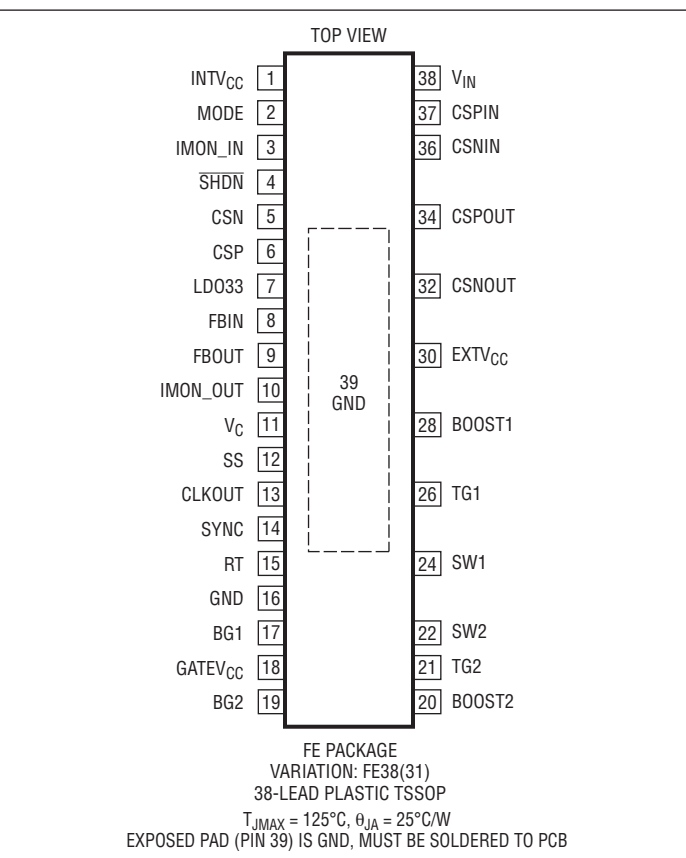 TOP VIEW
INTVCC 1
MODE 2
IMON_IN 3
SHDN 4
CSN 5
CSP 6
LDO33 7
FBIN 8
FBOUT 9
IMON_OUT 10
VC 11
SS 12
CLKOUT 13
SYNC 14
RT 15
GND 16
BG1 17
GATEVCC 18
BG2 19
39
GND
38 VIN
37 CSPIN
36 CSNIN
34 CSPOUT
32 CSNOUT
30 EXTVCC
28 BOOST1
26 TG1
24 SW1
22 SW2
21 TG2
20 BOOST2
FE PACKAGE
VARIATION: FE38(31)
38-LEAD PLASTIC TSSOP
TJMAX = 125°C, θJA = 25°C/W
EXPOSED PAD (PIN 39) IS GND, MUST BE SOLDERED TO PCB